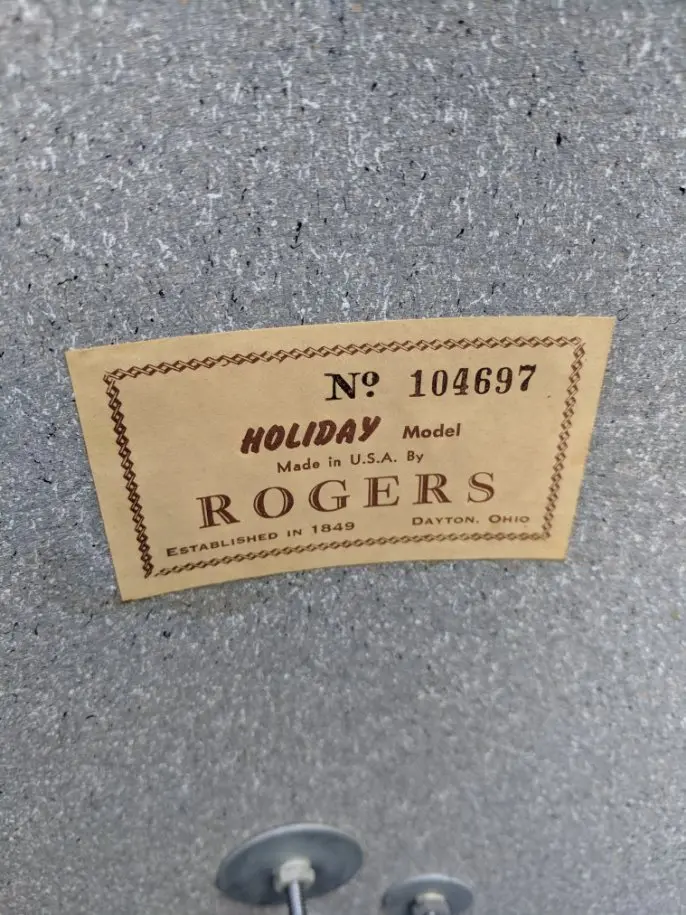 Nº 104697
HOLIDAY Model
Made in U.S.A. By
ROGERS
ESTABLISHED IN 1849 DAYTON, OHIO